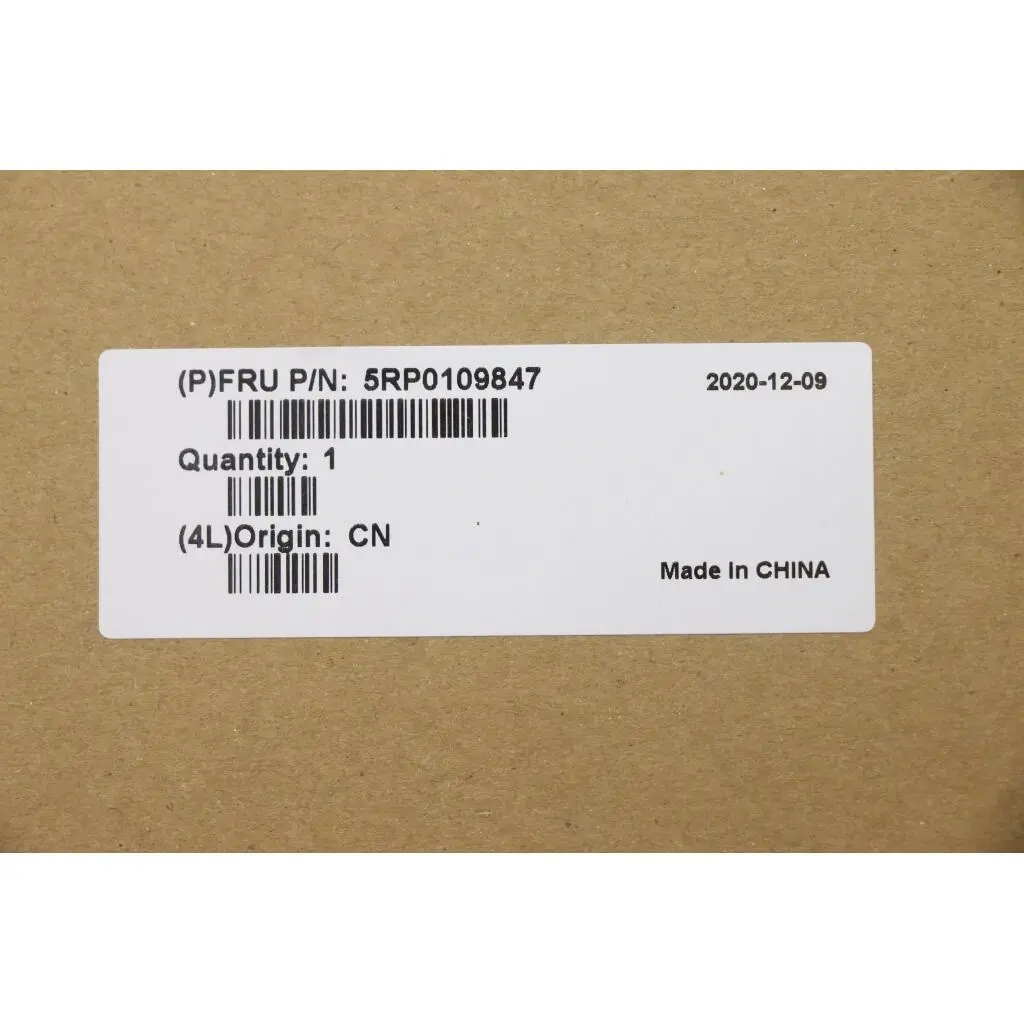 (P)FRU P/N: 5RP0109847
2020-12-09
Quantity: 1
(4L)Origin: CN
Made In CHINA